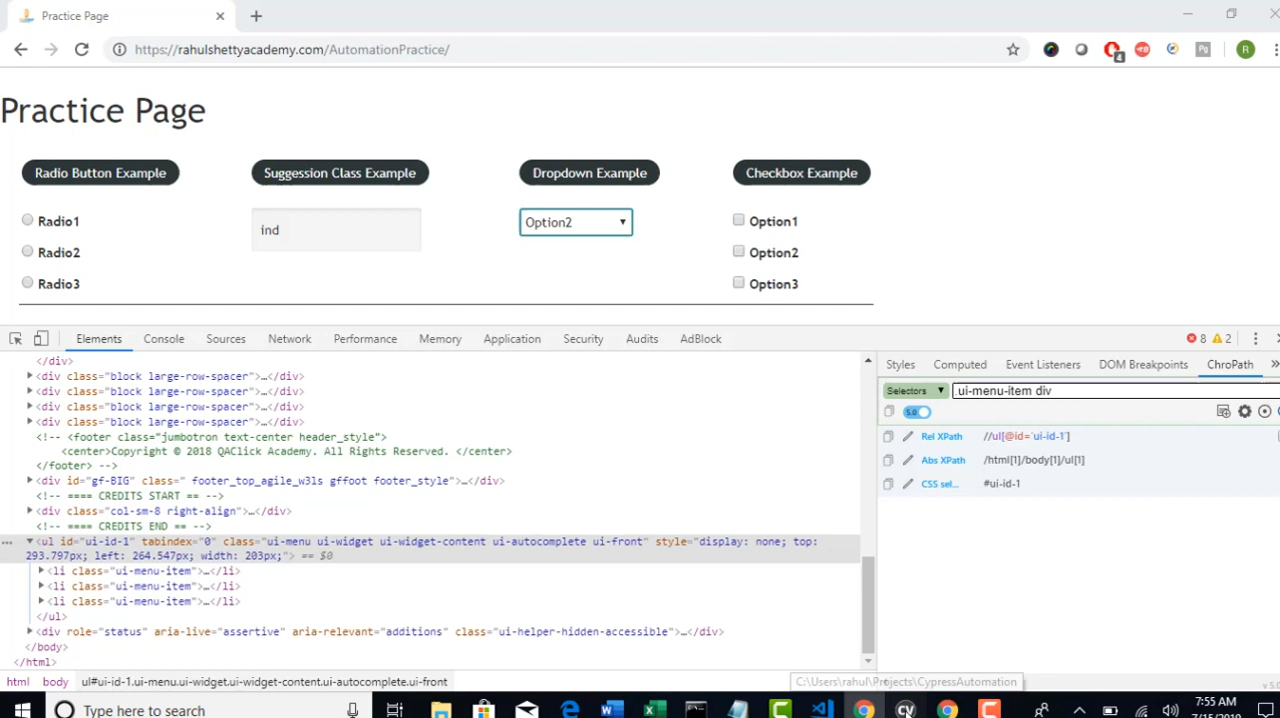 Practice Page
https://rahulshettyacademy.com/AutomationPractice/
4
R
Practice Page
Radio Button Example
Suggession Class Example
Dropdown Example
Checkbox Example
Radio1
ind
Option2
Option1
Radio2
Option2
Radio3
Option3
Elements Console Sources Network Performance Memory Application Security Audits AdBlock
8 2
</div>
<div class="block large-row-spacer">…</div>
<div class="block large-row-spacer">…</div>
<div class="block large-row-spacer">…</div>
<div class="block large-row-spacer">…</div>
<!-- <footer class="jumbotron text-center header_style">
<center>Copyright © 2018 QAClick Academy. All Rights Reserved. </center>
</footer> -->
<div id="gf-BIG" class=" footer_top_agile_w3ls gffoot footer_style">…</div>
<!-- ==== CREDITS START == -->
<div class="col-sm-8 right-align">…</div>
<!-- ==== CREDITS END = -->
<ul id="ui-id-1" tabindex="0" class="ui-menu ui-widget ui-widget-content ui-autocomplete ui-front" style="display: none; top:
293.797px; left: 264.547px; width: 203px;"> == $0
<li class="ui-menu-item">…</li>
<li class="ui-menu-item">…</li>
<li class="ui-menu-item">…</li>
</ul>
<div role="status" aria-live="assertive" aria-relevant="additions" class="ui-helper-hidden-accessible">…</div>
</body>
</html>
html body ul#ui-id-1.ui-menu.ui-widget.ui-widget-content.ui-autocomplete.ui-front
Styles Computed Event Listeners DOM Breakpoints ChroPath »
Selectors .ui-menu-item div
5.0
Rel XPath //ul[@id='ui-id-1']
Abs XPath /html[1]/body[1]/ul[1]
CSS sel... #ui-id-1
C:\Users\rahul\Projects\CypressAutomation
Type here to search
7:55 AM